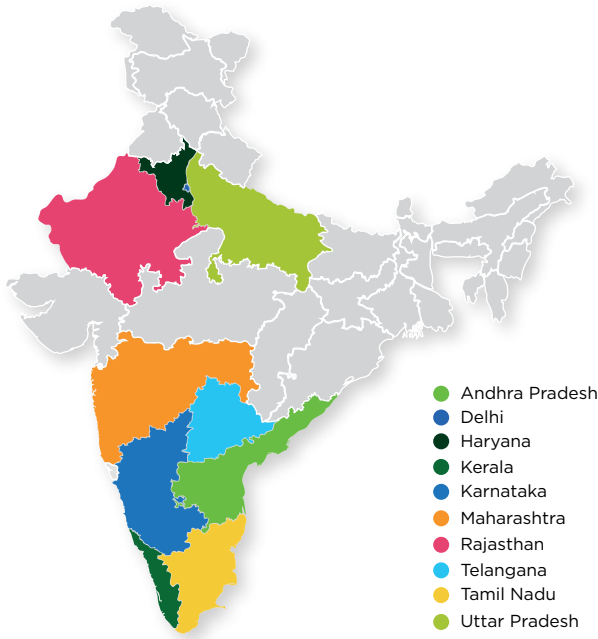 Andhra Pradesh
Delhi
Haryana
Kerala
Karnataka
Maharashtra
Rajasthan
Telangana
Tamil Nadu
Uttar Pradesh